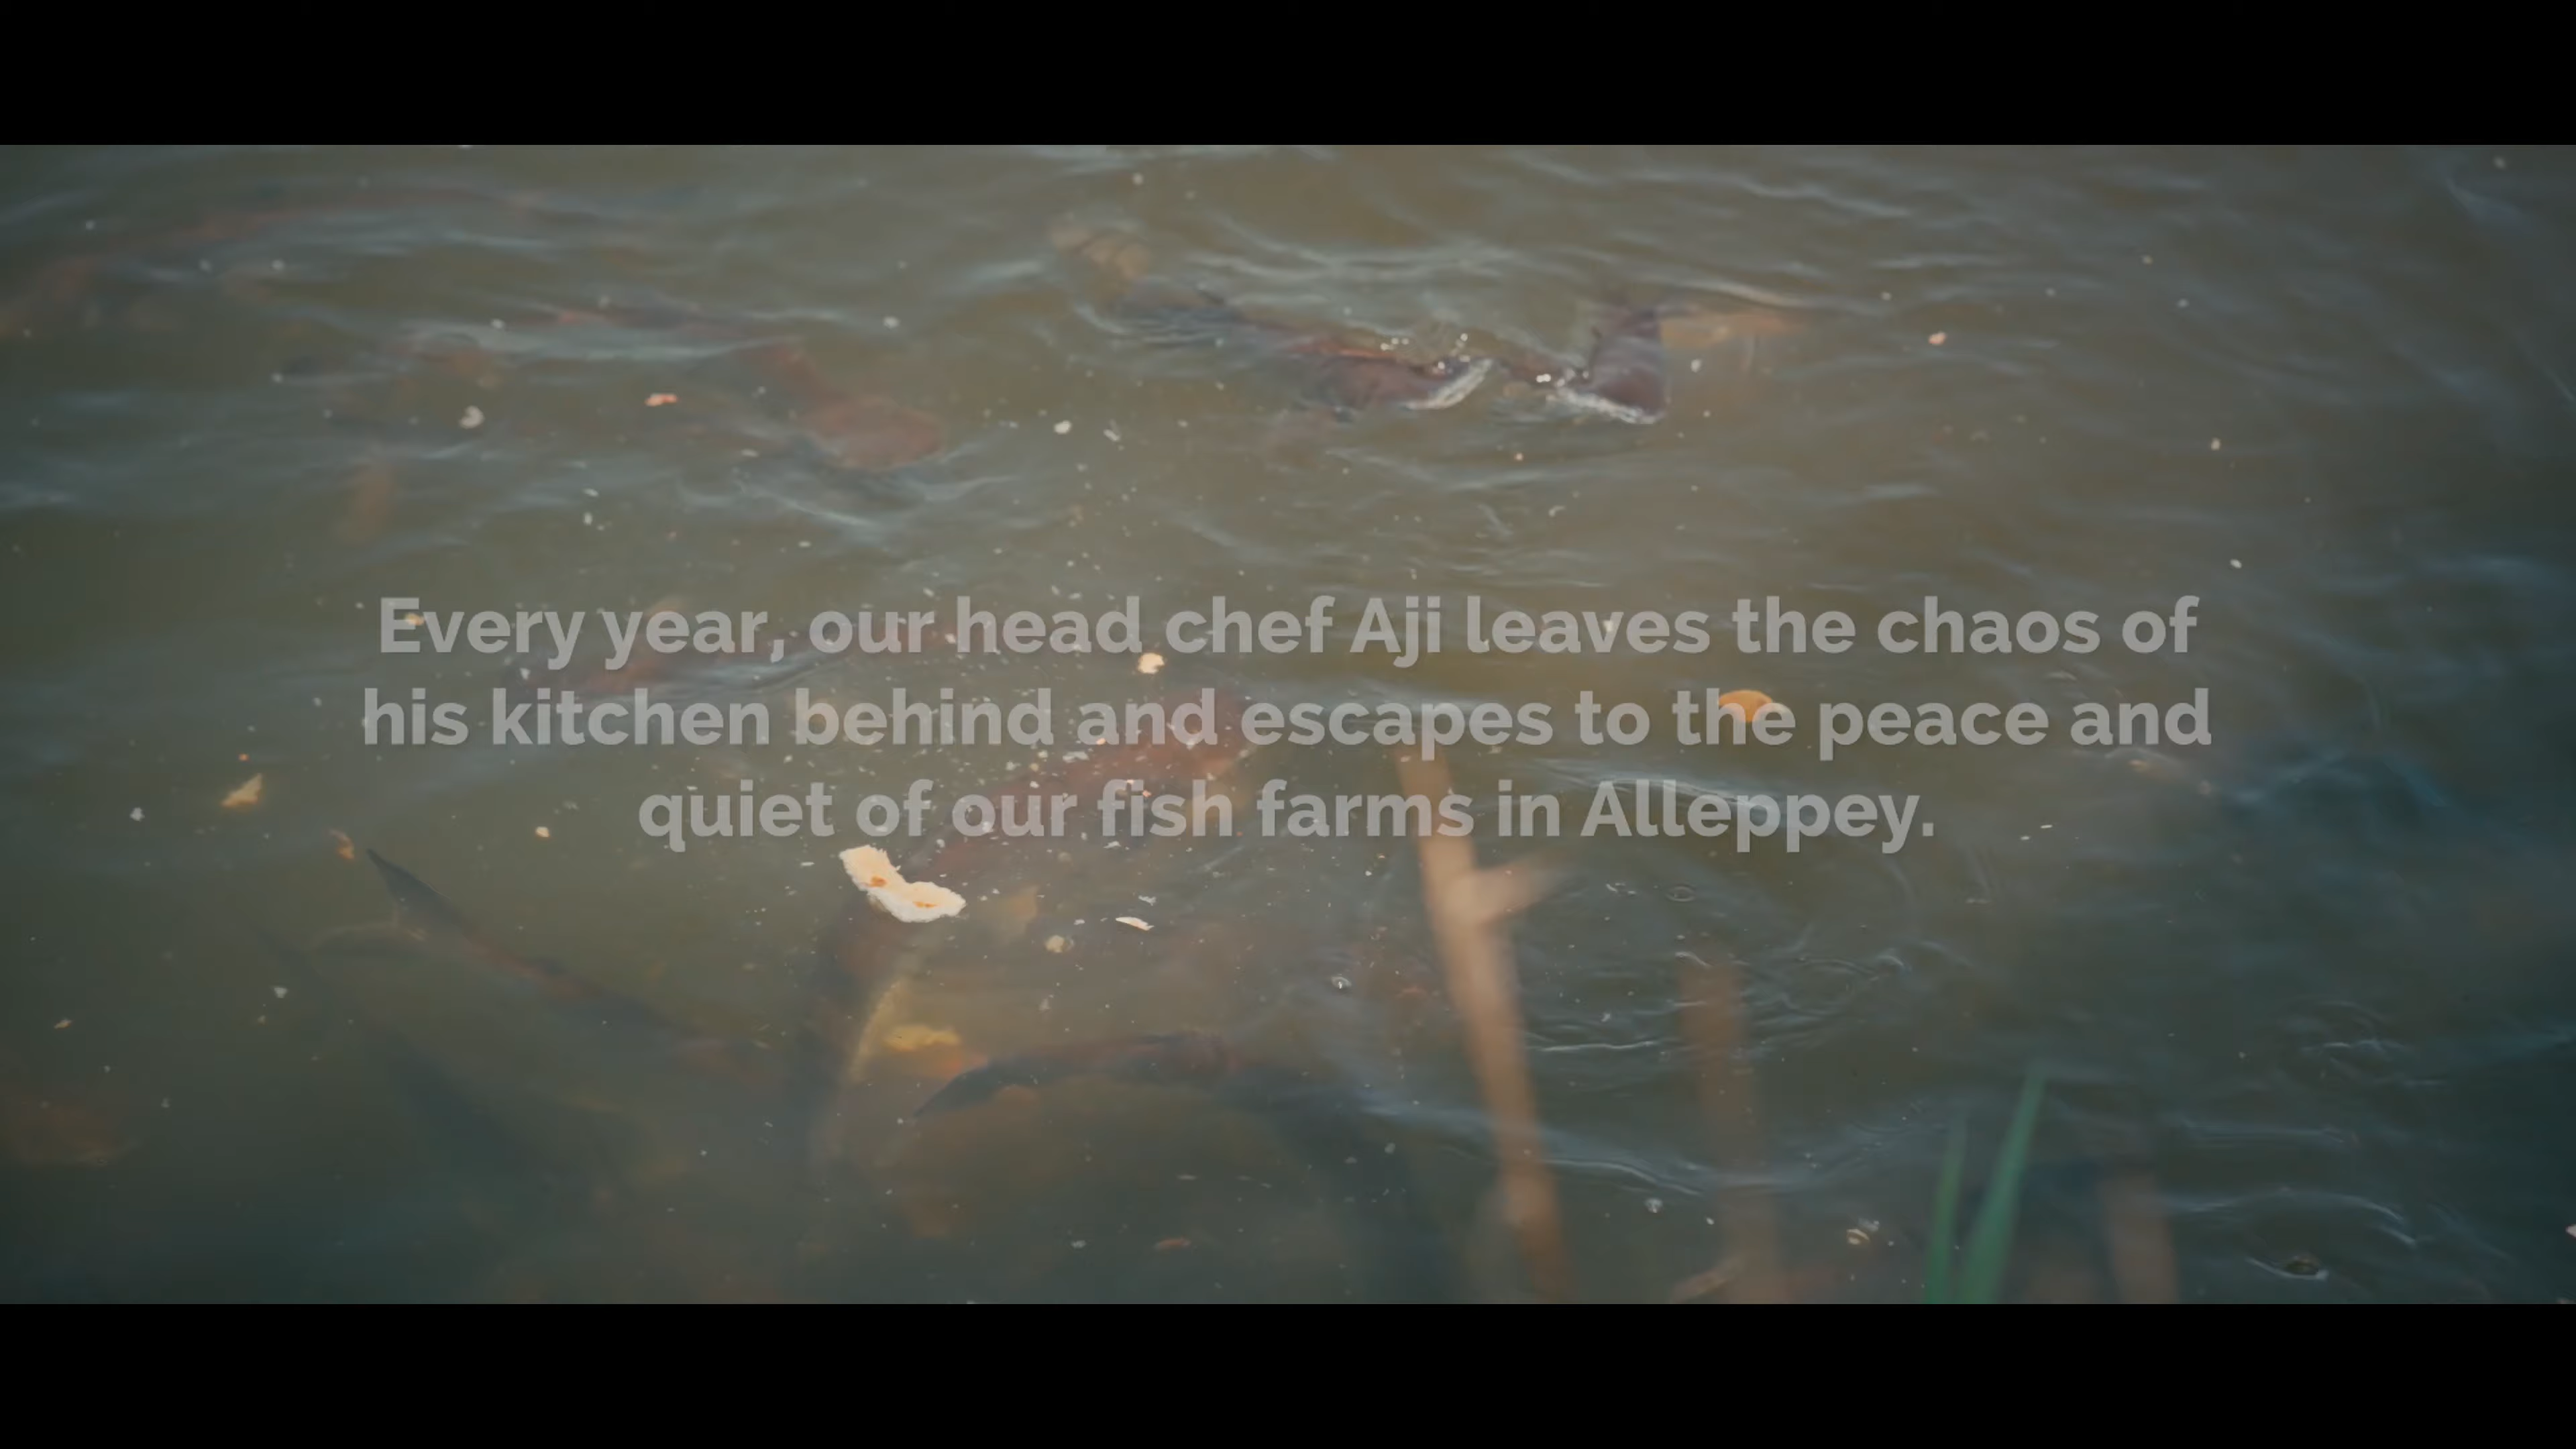 Every year, our head chef Aji leaves the chaos of
his kitchen behind and escapes to the peace and
quiet of our fish farms in Alleppey.